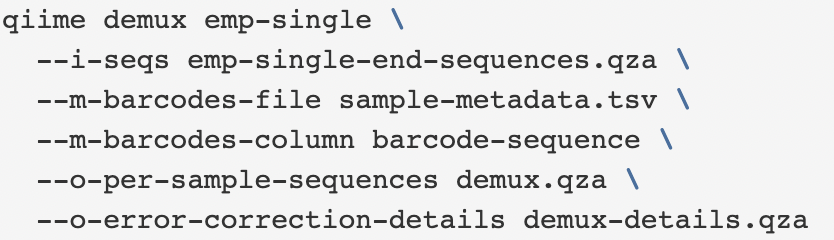 qiime demux emp-single \
  --i-seqs emp-single-end-sequences.qza \
  --m-barcodes-file sample-metadata.tsv \
  --m-barcodes-column barcode-sequence \
  --o-per-sample-sequences demux.qza \
  --o-error-correction-details demux-details.qza